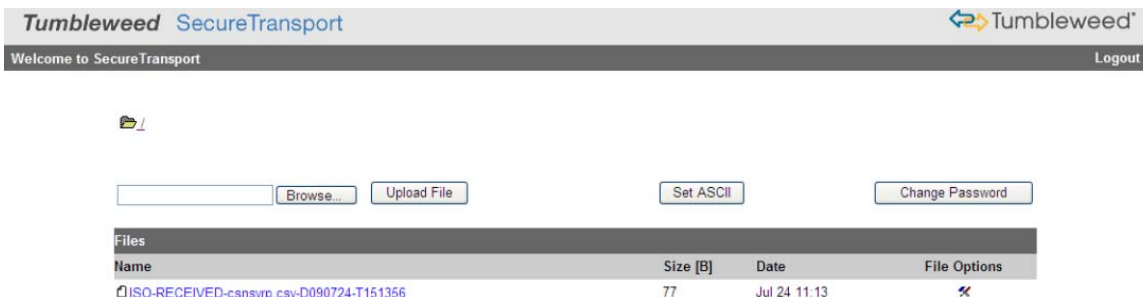 Tumbleweed SecureTransport Tumbleweed®
Welcome to SecureTransport Logout
/
Browse... Upload File Set ASCII Change Password
Files
Name Size [B] Date File Options
ISO-RECEIVED-csnsvrp.csv-D090724-T151356 77 Jul 24 11:13